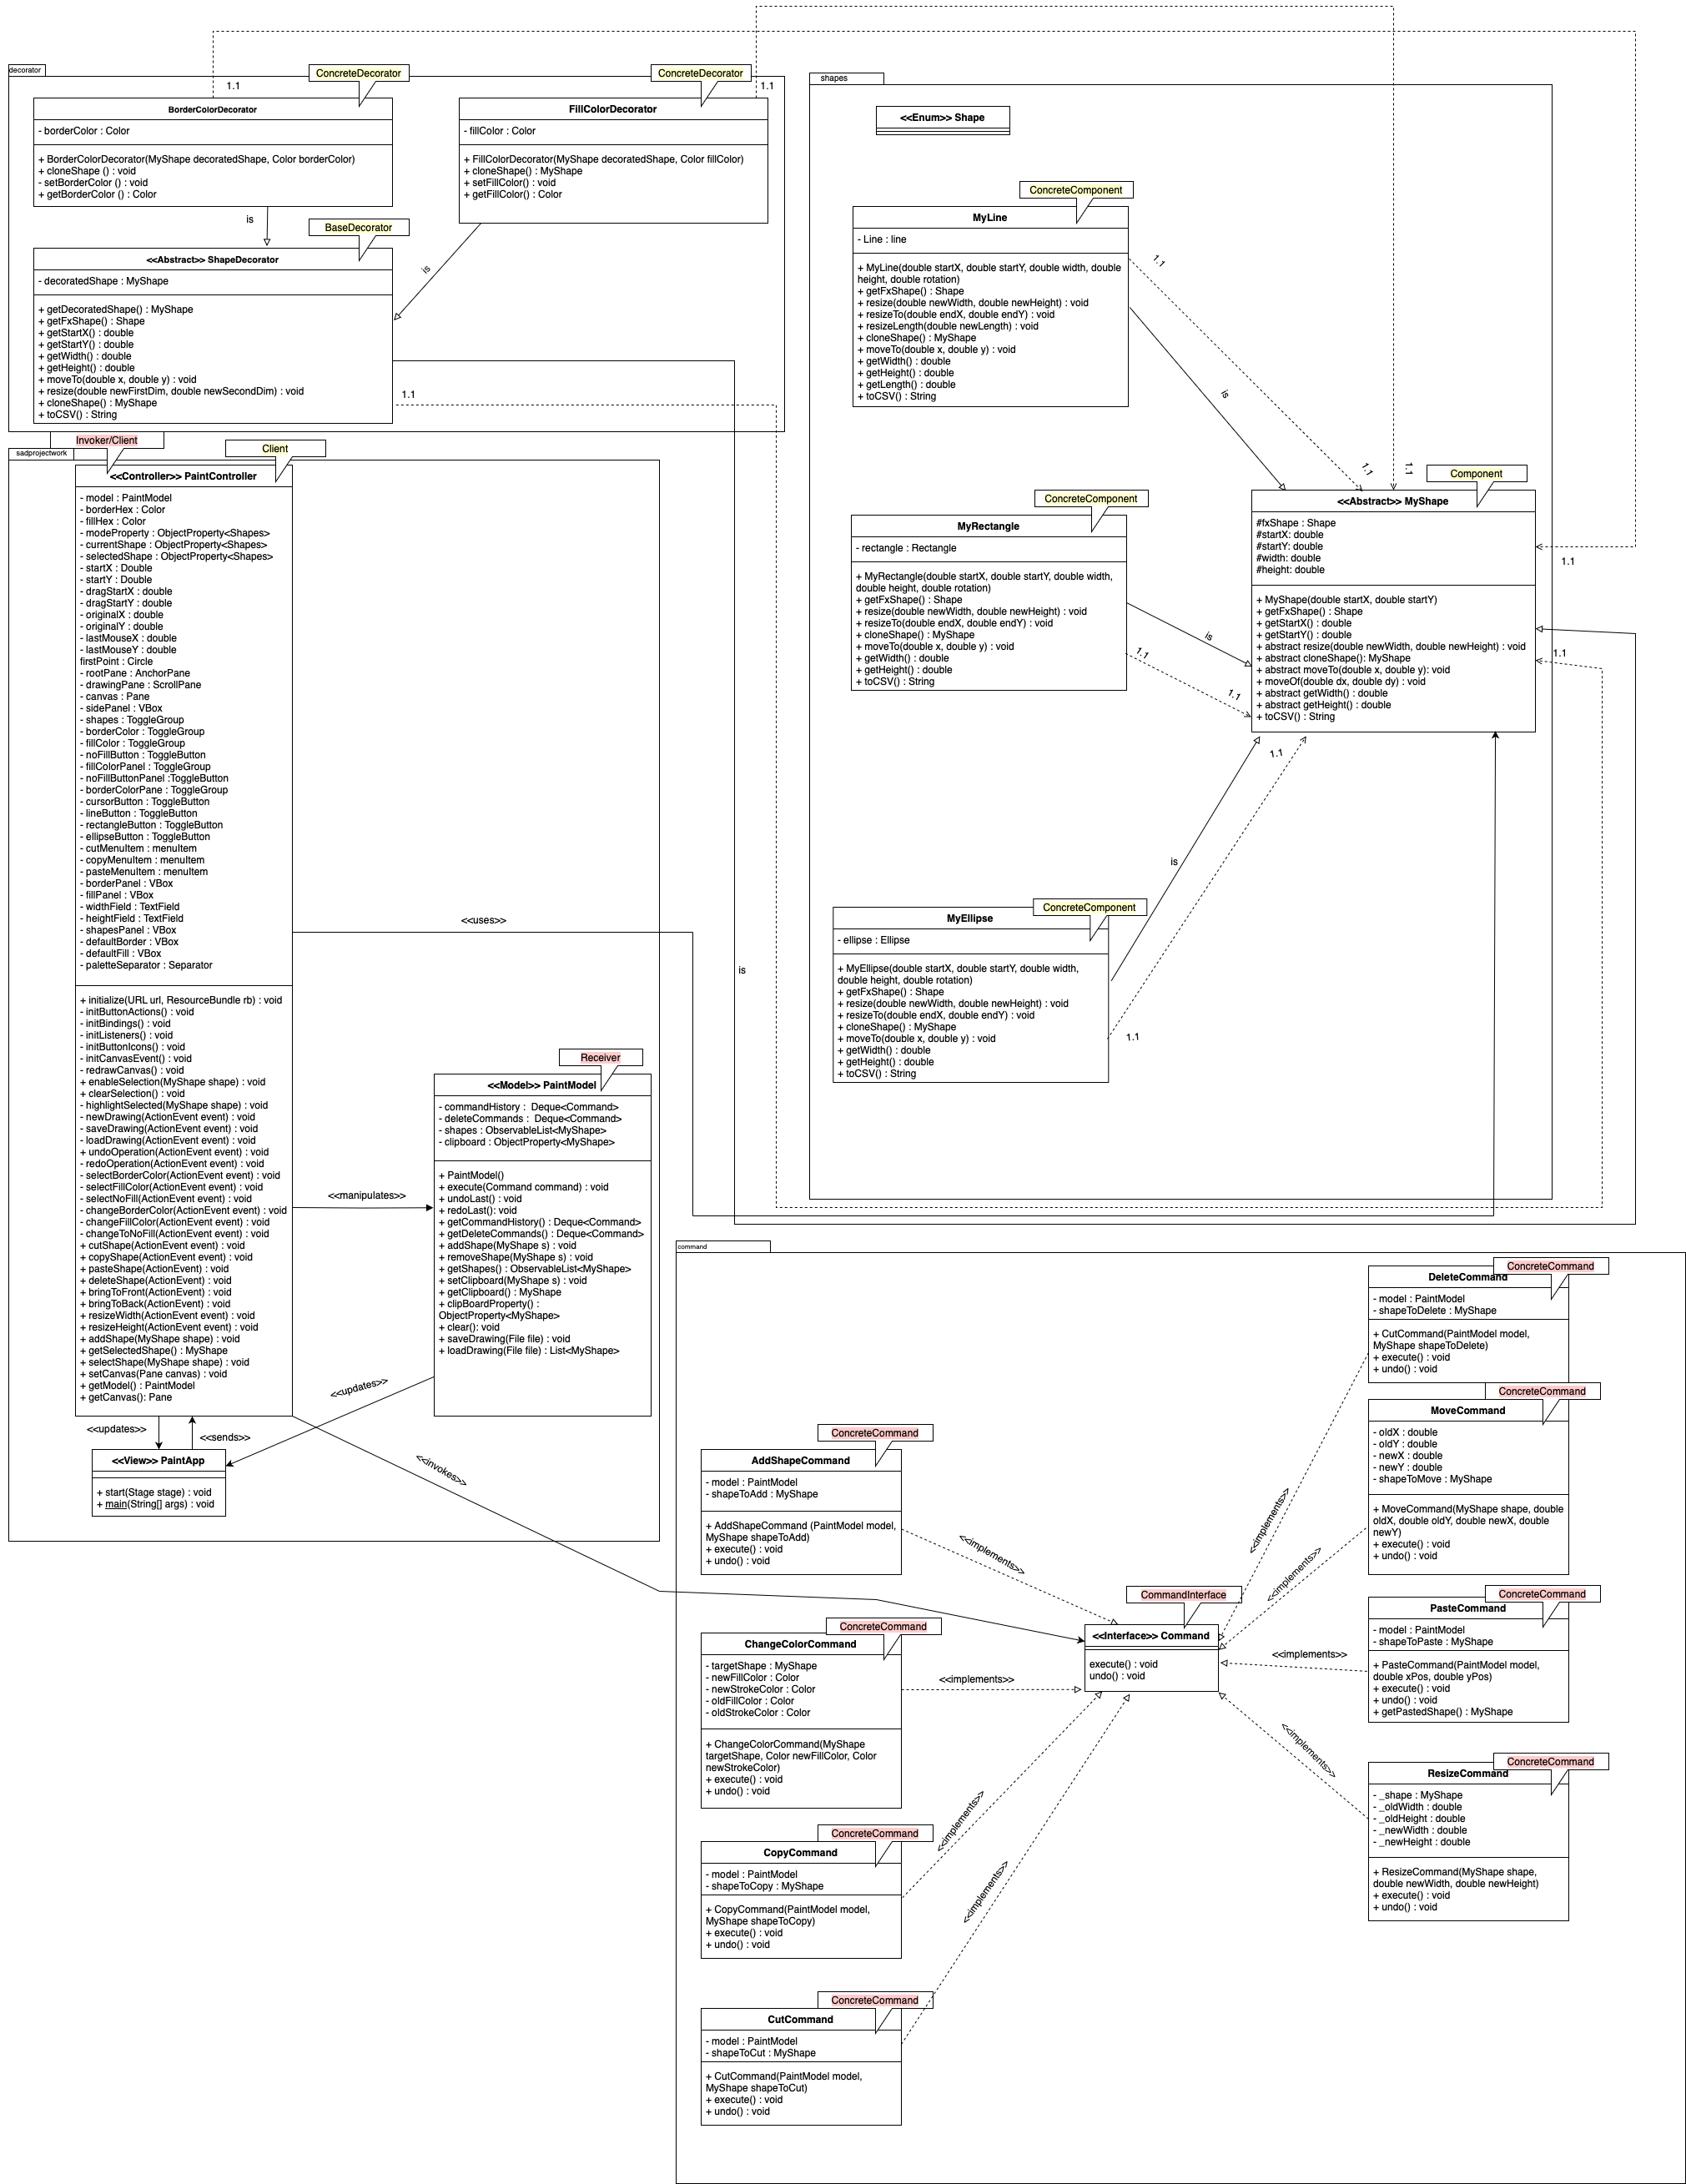 decorator
1.1
ConcreteDecorator
BorderColorDecorator
- borderColor : Color
+ BorderColorDecorator(MyShape decoratedShape, Color borderColor)
+ cloneShape () : void
- setBorderColor () : void
+ getBorderColor () : Color
is
ConcreteDecorator
1.1
FillColorDecorator
- fillColor : Color
+ FillColorDecorator(MyShape decoratedShape, Color fillColor)
+ cloneShape() : MyShape
+ setFillColor() : void
+ getFillColor() : Color
is
BaseDecorator
<<Abstract>> ShapeDecorator
- decoratedShape : MyShape
+ getDecoratedShape() : MyShape
+ getFxShape() : Shape
+ getStartX() : double
+ getStartY() : double
+ getWidth() : double
+ getHeight() : double
+ moveTo(double x, double y) : void
+ resize(double newFirstDim, double newSecondDim) : void
+ cloneShape() : MyShape
+ toCSV() : String
1.1
shapes
<<Enum>> Shape
ConcreteComponent
MyLine
- Line : line
+ MyLine(double startX, double startY, double width, double
height, double rotation)
+ getFxShape() : Shape
+ resize(double newWidth, double newHeight) : void
+ resizeTo(double endX, double endY) : void
+ resizeLength(double newLength) : void
+ cloneShape() : MyShape
+ moveTo(double x, double y) : void
+ getWidth() : double
+ getHeight() : double
+ getLength() : double
+ toCSV() : String
1.1
is
1.1
1.1
ConcreteComponent
MyRectangle
- rectangle : Rectangle
+ MyRectangle(double startX, double startY, double width,
double height, double rotation)
+ getFxShape() : Shape
+ resize(double newWidth, double newHeight) : void
+ resizeTo(double endX, double endY) : void
+ cloneShape() : MyShape
+ moveTo(double x, double y) : void
+ getWidth() : double
+ getHeight() : double
+ toCSV() : String
is
1.1
1.1
Component
<<Abstract>> MyShape
#fxShape : Shape
#startX: double
#startY: double
#width: double
#height: double
+ MyShape(double startX, double startY)
+ getFxShape() : Shape
+ getStartX() : double
+ getStartY() : double
+ abstract resize(double newWidth, double newHeight) : void
+ abstract cloneShape(): MyShape
+ abstract moveTo(double x, double y): void
+ moveOf(double dx, double dy) : void
+ abstract getWidth() : double
+ abstract getHeight() : double
+ toCSV() : String
1.1
1.1
1.1
is
ConcreteComponent
MyEllipse
- ellipse : Ellipse
+ MyEllipse(double startX, double startY, double width,
double height, double rotation)
+ getFxShape() : Shape
+ resize(double newWidth, double newHeight) : void
+ resizeTo(double endX, double endY) : void
+ cloneShape() : MyShape
+ moveTo(double x, double y) : void
+ getWidth() : double
+ getHeight() : double
+ toCSV() : String
1.1
sadprojectwork
Invoker/Client
Client
<<Controller>> PaintController
- model : PaintModel
- borderHex : Color
- fillHex : Color
- modeProperty : ObjectProperty<Shapes>
- currentShape : ObjectProperty<Shapes>
- selectedShape : ObjectProperty<Shapes>
- startX : Double
- startY : Double
- dragStartX : double
- dragStartY : double
- originalX : double
- originalY : double
- lastMouseX : double
- lastMouseY : double
firstPoint : Circle
- rootPane : AnchorPane
- drawingPane : ScrollPane
- canvas : Pane
- sidePanel : VBox
- shapes : ToggleGroup
- borderColor : ToggleGroup
- fillColor : ToggleGroup
- noFillButton : ToggleButton
- fillColorPanel : ToggleGroup
- noFillButtonPanel :ToggleButton
- borderColorPane : ToggleGroup
- cursorButton : ToggleButton
- lineButton : ToggleButton
- rectangleButton : ToggleButton
- ellipseButton : ToggleButton
- cutMenuItem : menuItem
- copyMenuItem : menuItem
- pasteMenuItem : menuItem
- borderPanel : VBox
- fillPanel : VBox
- widthField : TextField
- heightField : TextField
- shapesPanel : VBox
- defaultBorder : VBox
- defaultFill : VBox
- paletteSeparator : Separator
+ initialize(URL url, ResourceBundle rb) : void
- initButtonActions() : void
- initBindings() : void
- initListeners() : void
- initButtonIcons() : void
- initCanvasEvent() : void
- redrawCanvas() : void
+ enableSelection(MyShape shape) : void
+ clearSelection() : void
- highlightSelected(MyShape shape) : void
- newDrawing(ActionEvent event) : void
- saveDrawing(ActionEvent event) : void
- loadDrawing(ActionEvent event) : void
+ undoOperation(ActionEvent event) : void
- redoOperation(ActionEvent event) : void
- selectBorderColor(ActionEvent event) : void
- selectFillColor(ActionEvent event) : void
- selectNoFill(ActionEvent event) : void
- changeBorderColor(ActionEvent event) : void
- changeFillColor(ActionEvent event) : void
- changeToNoFill(ActionEvent event) : void
+ cutShape(ActionEvent event) : void
+ copyShape(ActionEvent event) : void
+ pasteShape(ActionEvent) : void
+ deleteShape(ActionEvent) : void
+ bringToFront(ActionEvent) : void
+ bringToBack(ActionEvent) : void
+ resizeWidth(ActionEvent event) : void
+ resizeHeight(ActionEvent event) : void
+ addShape(MyShape shape) : void
+ getSelectedShape() : MyShape
+ selectShape(MyShape shape) : void
+ setCanvas(Pane canvas) : void
+ getModel() : PaintModel
+ getCanvas(): Pane
<<uses>>
is
<<manipulates>>
Receiver
<<Model>> PaintModel
- commandHistory : Deque<Command>
- deleteCommands : Deque<Command>
- shapes : ObservableList<MyShape>
- clipboard : ObjectProperty<MyShape>
+ PaintModel()
+ execute(Command command) : void
+ undoLast() : void
+ redoLast(): void
+ getCommandHistory() : Deque<Command>
+ getDeleteCommands() : Deque<Command>
+ addShape(MyShape s) : void
+ removeShape(MyShape s) : void
+ getShapes() : ObservableList<MyShape>
+ setClipboard(MyShape s) : void
+ getClipboard() : MyShape
+ clipBoardProperty() :
ObjectProperty<MyShape>
+ clear(): void
+ saveDrawing(File file) : void
+ loadDrawing(File file) : List<MyShape>
<<updates>>
<<updates>>
<<sends>>
<<View>> PaintApp
+ start(Stage stage) : void
+ main(String[] args) : void
<<invokes>>
command
ConcreteCommand
AddShapeCommand
- model : PaintModel
- shapeToAdd : MyShape
+ AddShapeCommand (PaintModel model,
MyShape shapeToAdd)
+ execute() : void
+ undo() : void
<<implements>>
ConcreteCommand
ChangeColorCommand
- targetShape : MyShape
- newFillColor : Color
- newStrokeColor : Color
- oldFillColor : Color
- oldStrokeColor : Color
+ ChangeColorCommand(MyShape
targetShape, Color newFillColor, Color
newStrokeColor)
+ execute() : void
+ undo() : void
<<implements>>
ConcreteCommand
CopyCommand
- model : PaintModel
- shapeToCopy : MyShape
+ CopyCommand(PaintModel model,
MyShape shapeToCopy)
+ execute() : void
+ undo() : void
<<implements>>
ConcreteCommand
CutCommand
- model : PaintModel
- shapeToCut : MyShape
+ CutCommand(PaintModel model,
MyShape shapeToCut)
+ execute() : void
+ undo() : void
<<implements>>
CommandInterface
<<Interface>> Command
execute() : void
undo() : void
ConcreteCommand
DeleteCommand
- model : PaintModel
- shapeToDelete : MyShape
+ CutCommand(PaintModel model,
MyShape shapeToDelete)
+ execute() : void
+ undo() : void
<<implements>>
ConcreteCommand
MoveCommand
- oldX : double
- oldY : double
- newX : double
- newY : double
- shapeToMove : MyShape
+ MoveCommand(MyShape shape, double
oldX, double oldY, double newX, double
newY)
+ execute() : void
+ undo() : void
<<implements>>
ConcreteCommand
PasteCommand
- model : PaintModel
- shapeToPaste : MyShape
+ PasteCommand(PaintModel model,
double xPos, double yPos)
+ execute() : void
+ undo() : void
+ getPastedShape() : MyShape
<<implements>>
ConcreteCommand
ResizeCommand
- _shape : MyShape
- _oldWidth : double
- _oldHeight : double
- _newWidth : double
- _newHeight : double
+ ResizeCommand(MyShape shape,
double newWidth, double newHeight)
+ execute() : void
+ undo() : void
<<implements>>